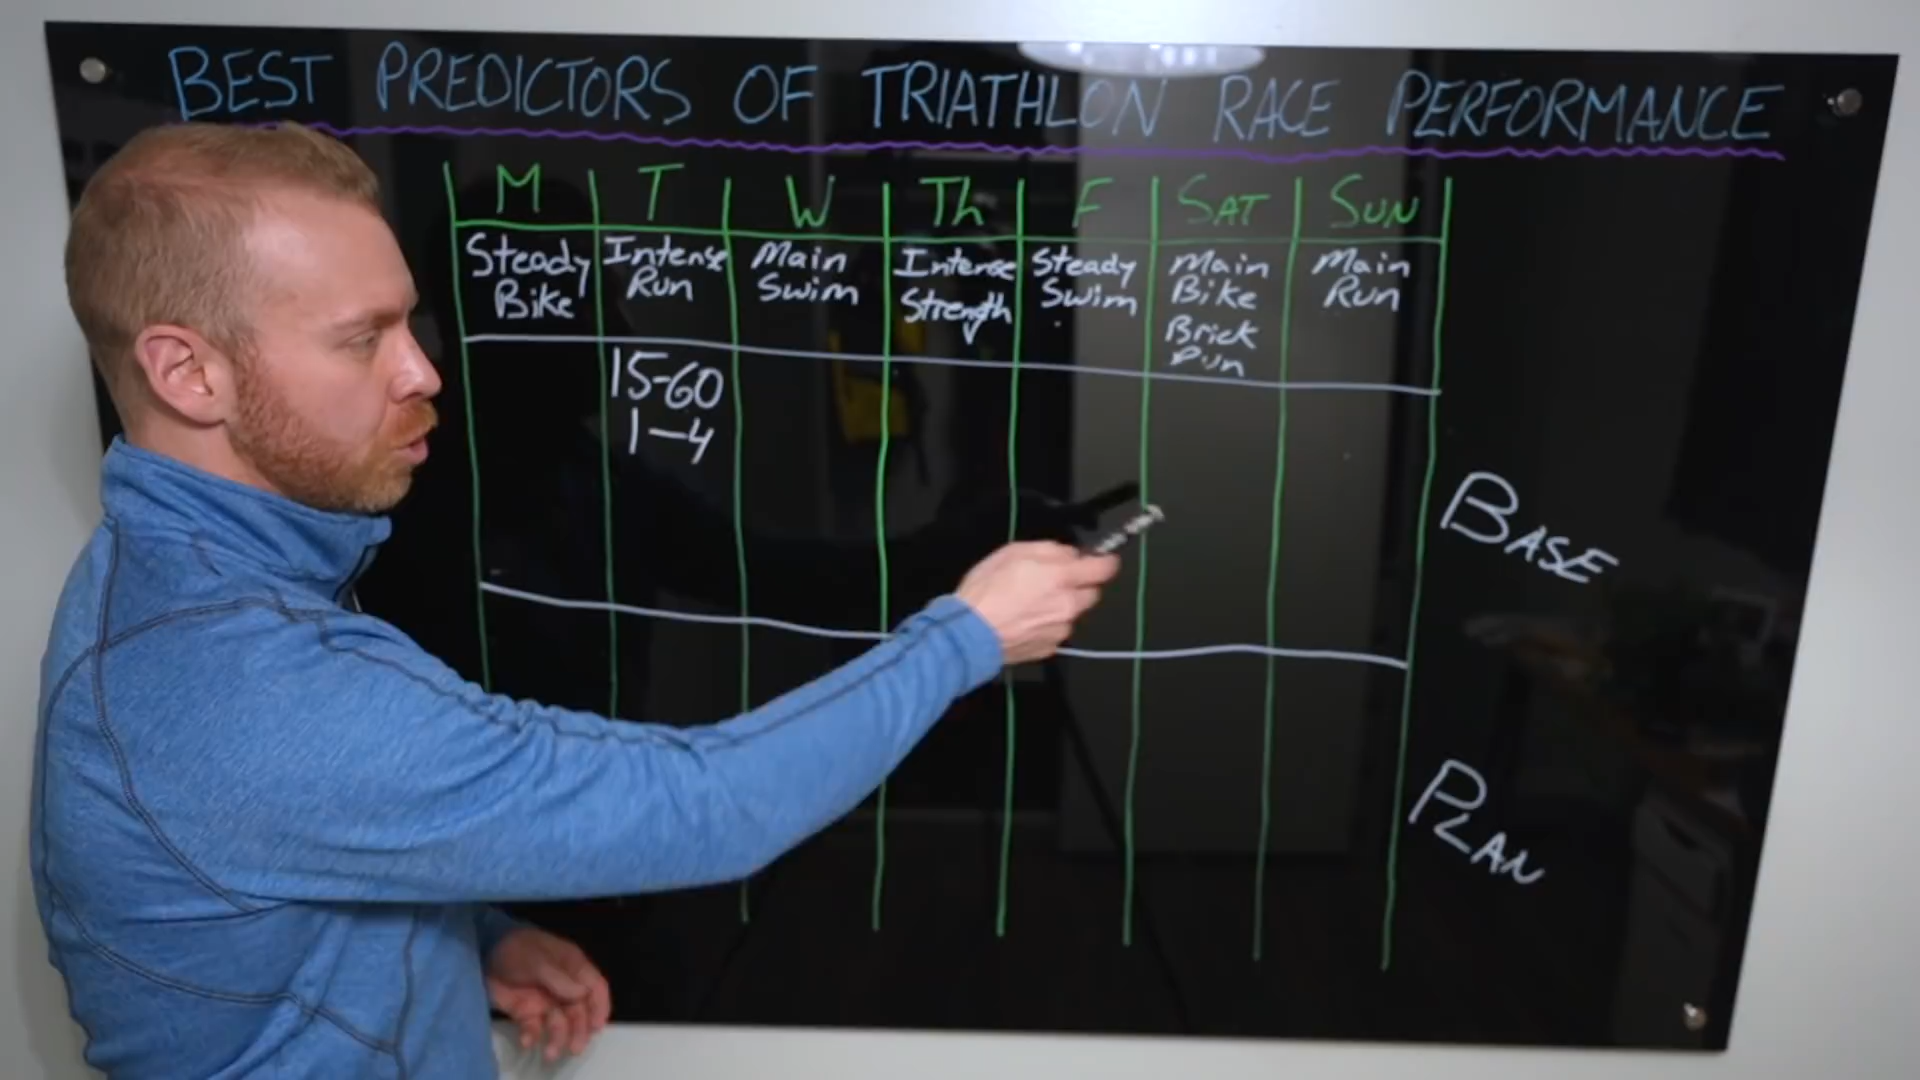 BEST PREDICTORS OF TRIATHLON RACE PERFORMANCE
M T W Th F SAT SUN
Steady Bike
Intense Run
Main Swim
Intense Strength
Steady Swim
Main Bike
Brick Run
Main Run
15-60
1-4
BASE
PLAN